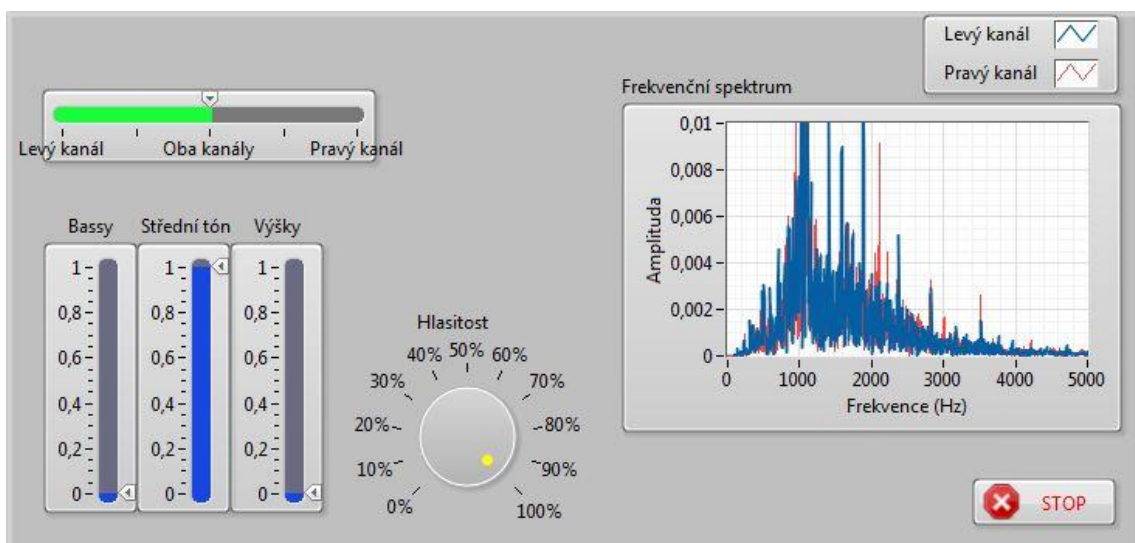 Levý kanál
Pravý kanál
Levý kanál Oba kanály Pravý kanál
Frekvenční spektrum
0,01
0,008
0,006
0,004
0,002
0
Amplituda
0 1000 2000 3000 4000 5000
Frekvence (Hz)
Bassy Střední tón Výšky
1 1 1
0,8 0,8 0,8
0,6 0,6 0,6
0,4 0,4 0,4
0,2 0,2 0,2
0 0 0
Hlasitost
0% 10% 20% 30% 40% 50% 60% 70% 80% 90% 100%
STOP